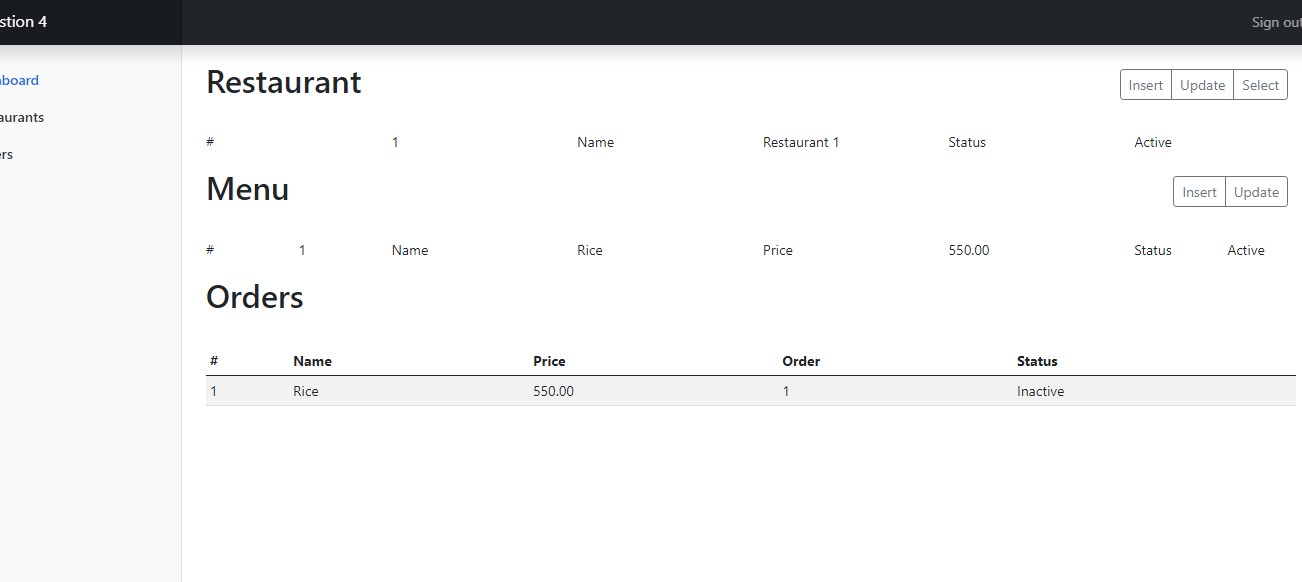 stion 4
Sign out
board
aurants
ers
Restaurant
Insert Update Select
# 1 Name Restaurant 1 Status Active
Menu
Insert Update
# 1 Name Rice Price 550.00 Status Active
Orders
# Name Price Order Status
1 Rice 550.00 1 Inactive